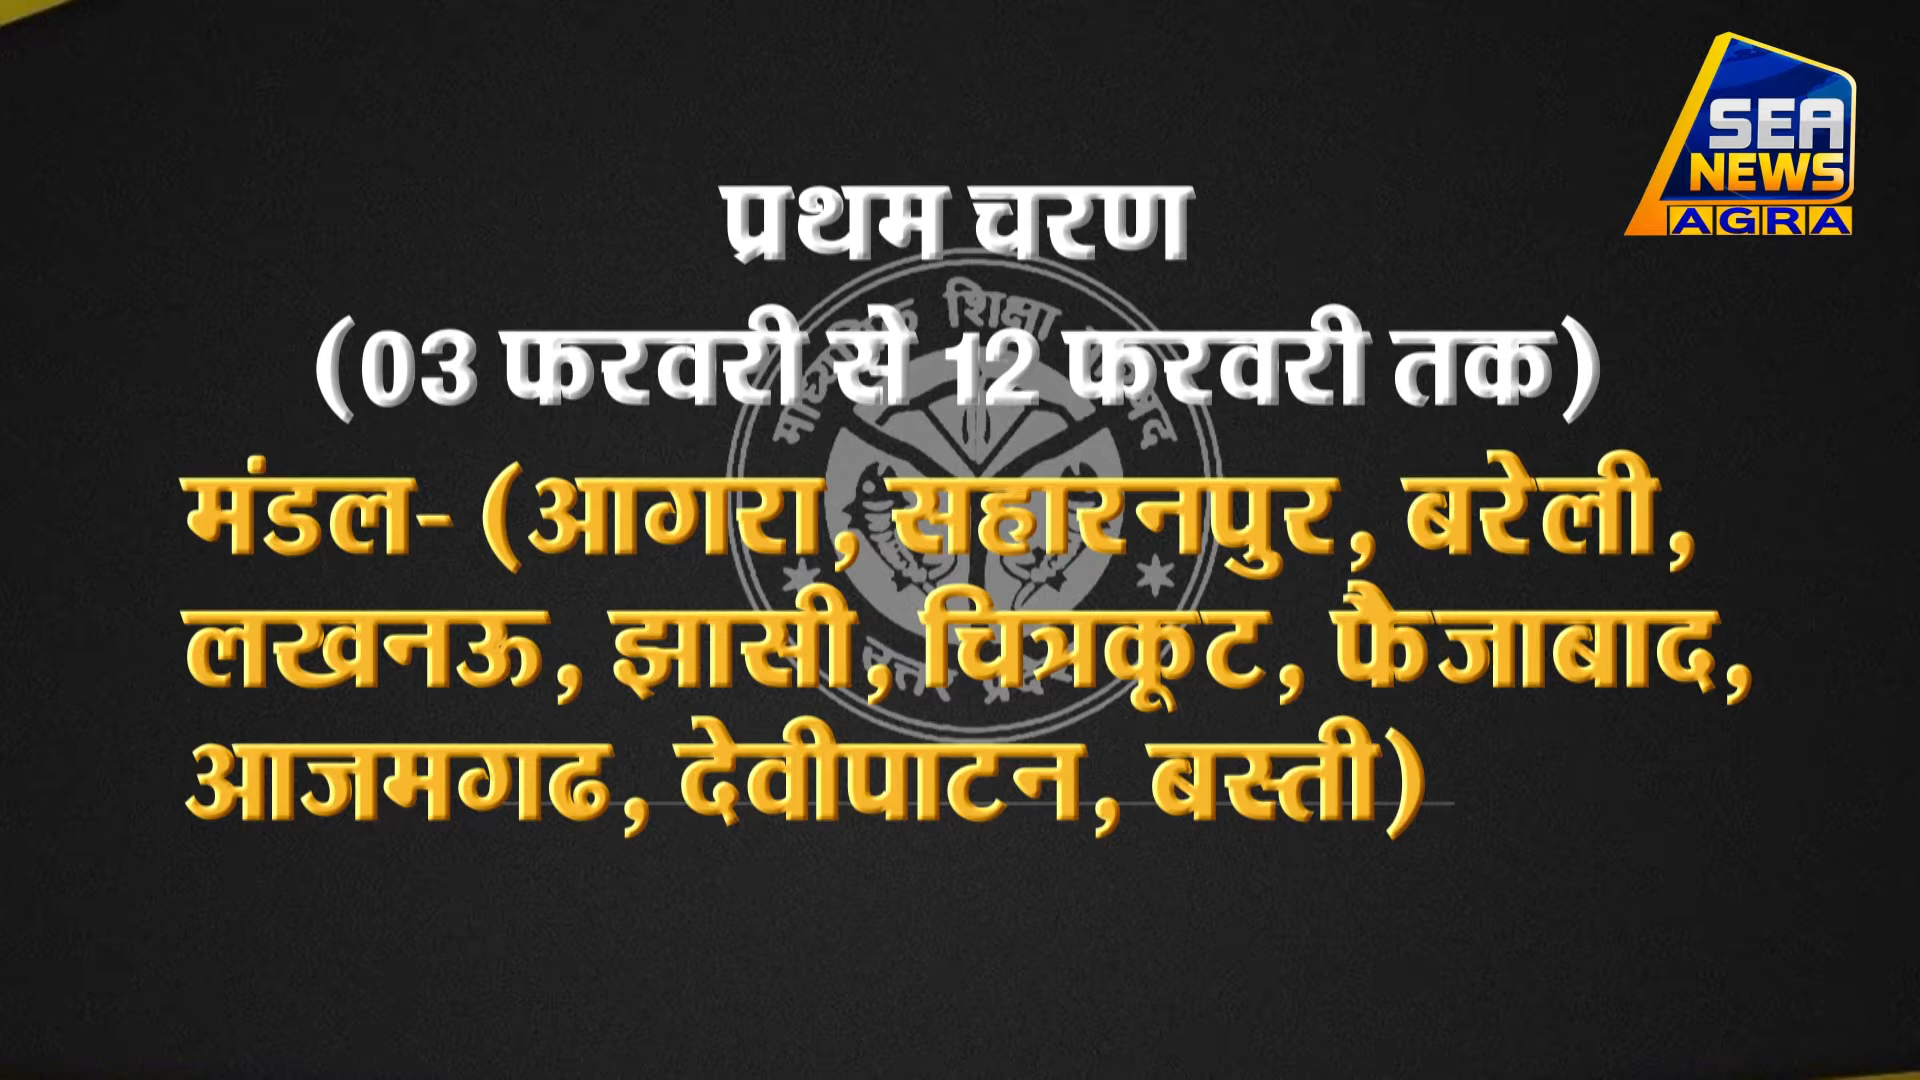 SEA
NEWS
AGRA
प्रथम चरण
(03 फरवरी से 12 फरवरी तक)
मंडल- (आगरा, सहारनपुर, बरेली,
लखनऊ, झासी, चित्रकूट, फैजाबाद,
आजमगढ, देवीपाटन, बस्ती)
शिक्षा